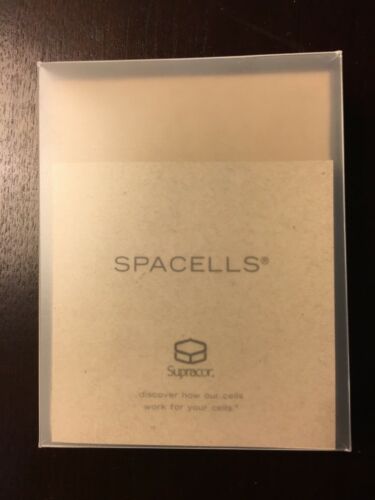 SPACELLS®
Supracor®
discover how our cells
work for your cells.®